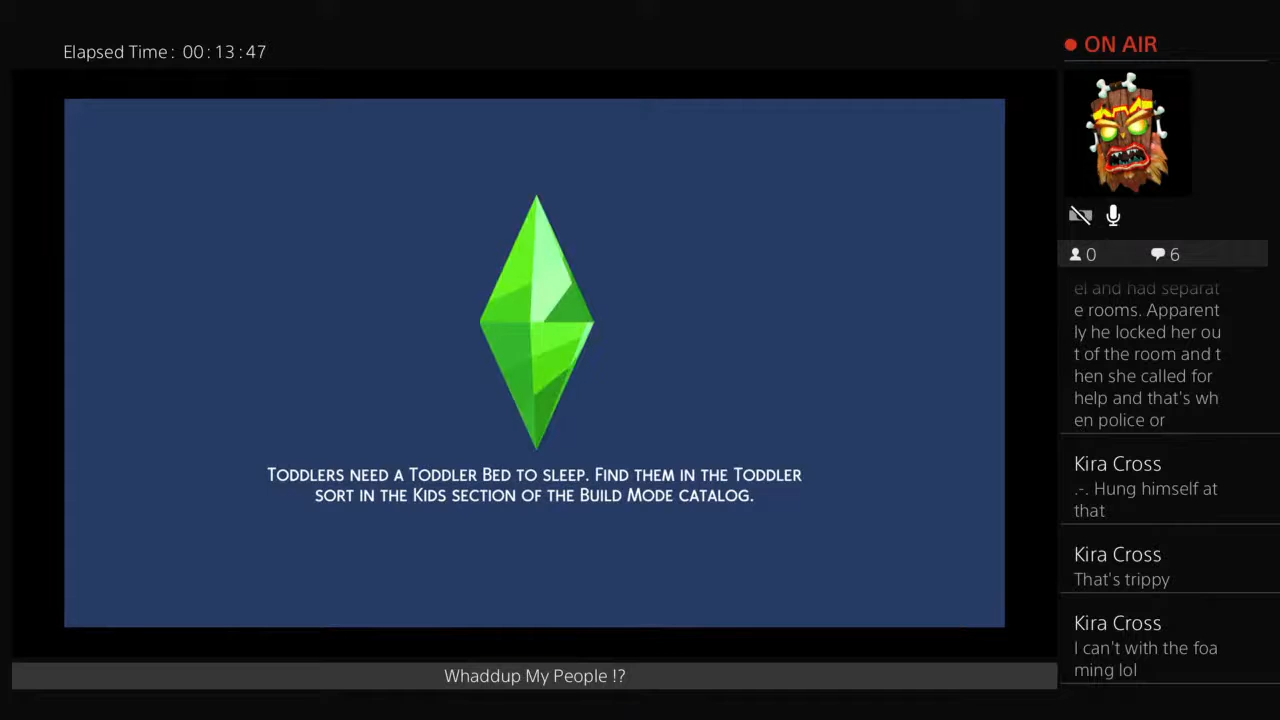 Elapsed Time: 00:13:47
ON AIR
0 6
el and had separat
e rooms. Apparent
ly he locked her ou
t of the room and t
hen she called for
help and that's wh
en police or
Kira Cross
.-. Hung himself at
that
Kira Cross
That's trippy
Kira Cross
I can't with the foa
ming lol
TODDLERS NEED A TODDLER BED TO SLEEP. FIND THEM IN THE TODDLER
SORT IN THE KIDS SECTION OF THE BUILD MODE CATALOG.
Whaddup My People !?